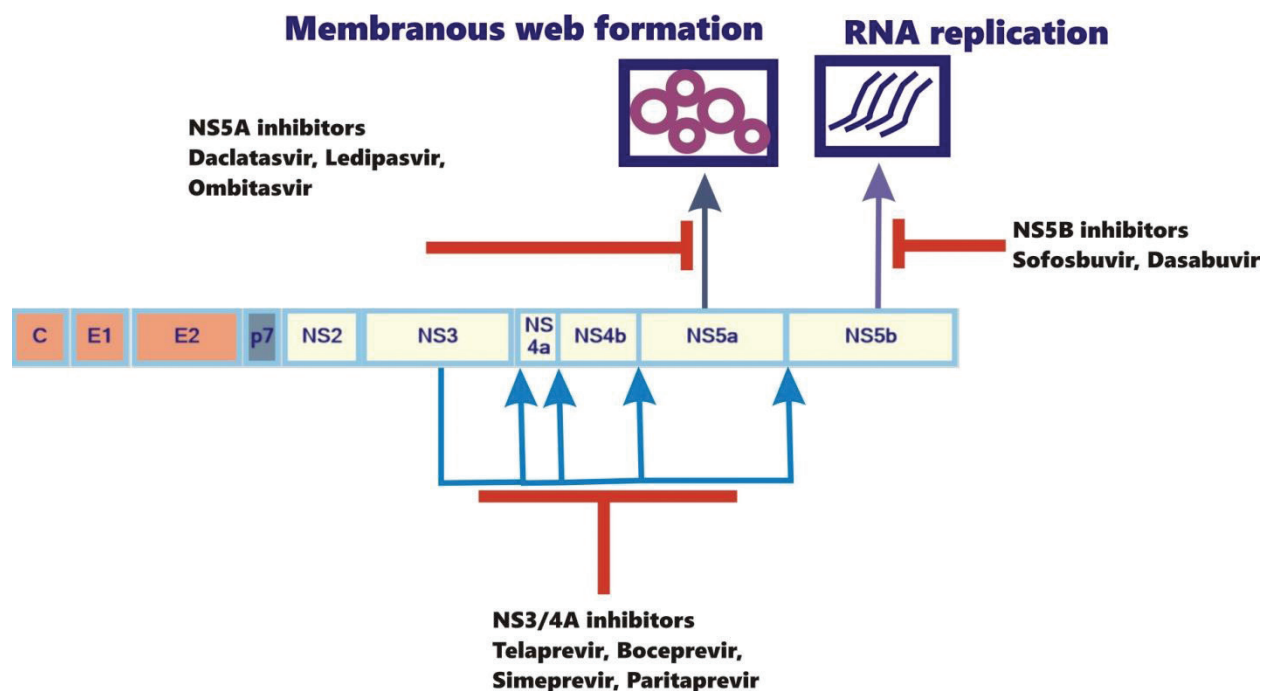 Membranous web formation
RNA replication
NS5A inhibitors
Daclatasvir, Ledipasvir,
Ombitasvir
NS5B inhibitors
Sofosbuvir, Dasabuvir
C
E1
E2
p7
NS2
NS3
NS
4a
NS4b
NS5a
NS5b
NS3/4A inhibitors
Telaprevir, Boceprevir,
Simeprevir, Paritaprevir